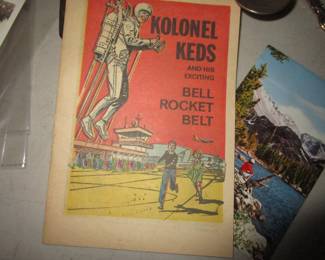 KOLONEL
KEDS
AND HIS
EXCITING
BELL
ROCKET
BELT